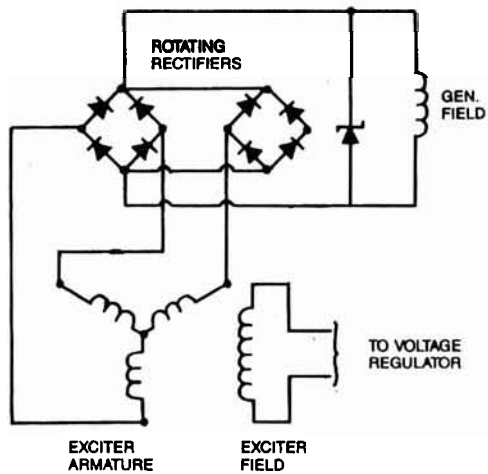 ROTATING
RECTIFIERS
GEN.
FIELD
TO VOLTAGE
REGULATOR
EXCITER
ARMATURE
EXCITER
FIELD